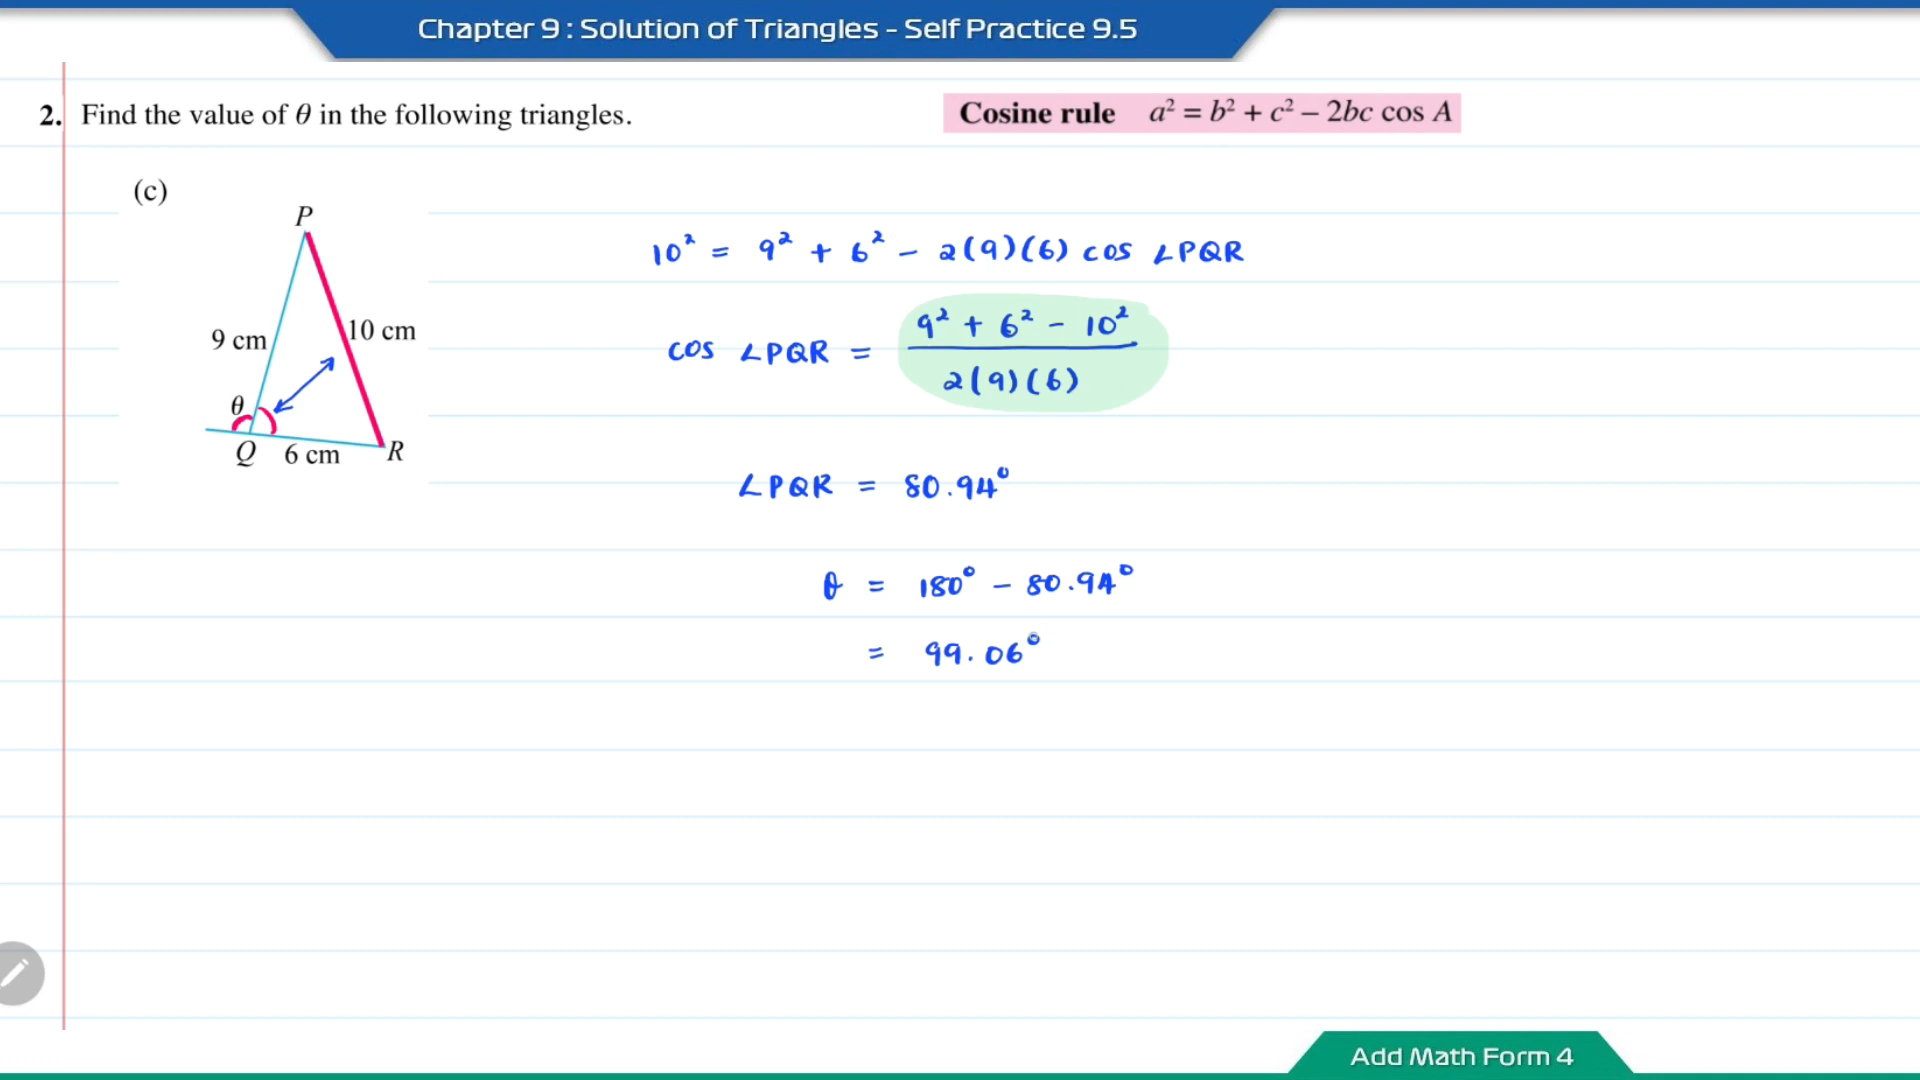 Chapter 9 : Solution of Triangles - Self Practice 9.5
2. Find the value of θ in the following triangles.
Cosine rule a² = b² + c² – 2bc cos A
(c)
P
9 cm
10 cm
θ
Q
6 cm
R
10² = 9² + 6² – 2(9)(6) cos ∠PQR
cos ∠PQR = 9² + 6² – 10²
2(9)(6)
∠PQR = 80.94°
θ = 180° – 80.94°
= 99.06°
Add Math Form 4